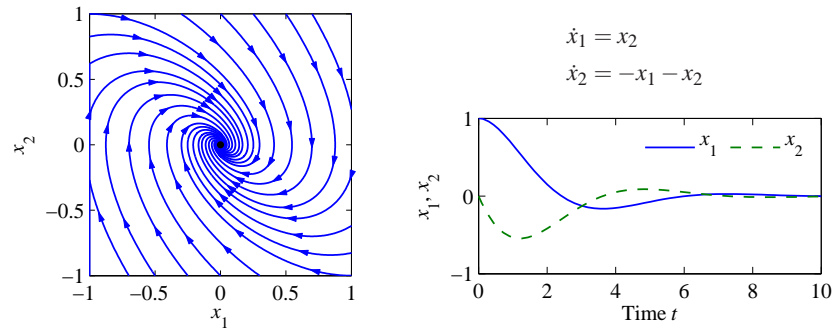 1
0.5
0
−0.5
−1
−1 −0.5 0 0.5 1
x₁
x₂
ẋ₁ = x₂
ẋ₂ = −x₁ − x₂
x₁ x₂
1
0
−1
0 2 4 6 8 10
x₁, x₂
Time t